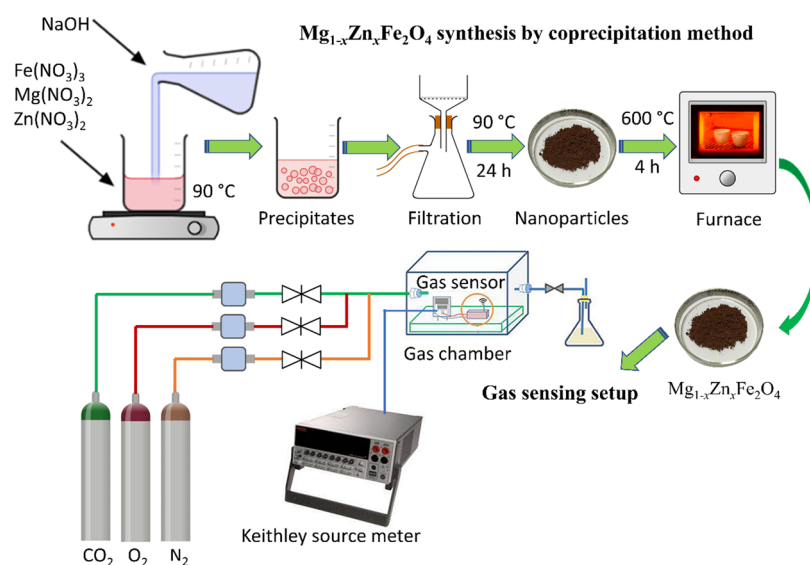 NaOH
Mg₁₋ₓZnₓFe₂O₄ synthesis by coprecipitation method
Fe(NO₃)₃
Mg(NO₃)₂
Zn(NO₃)₂
90 °C
90 °C
24 h
600 °C
4 h
Precipitates
Filtration
Nanoparticles
Furnace
Gas sensor
Gas chamber
Gas sensing setup
Mg₁₋ₓZnₓFe₂O₄
Keithley source meter
CO₂
O₂
N₂